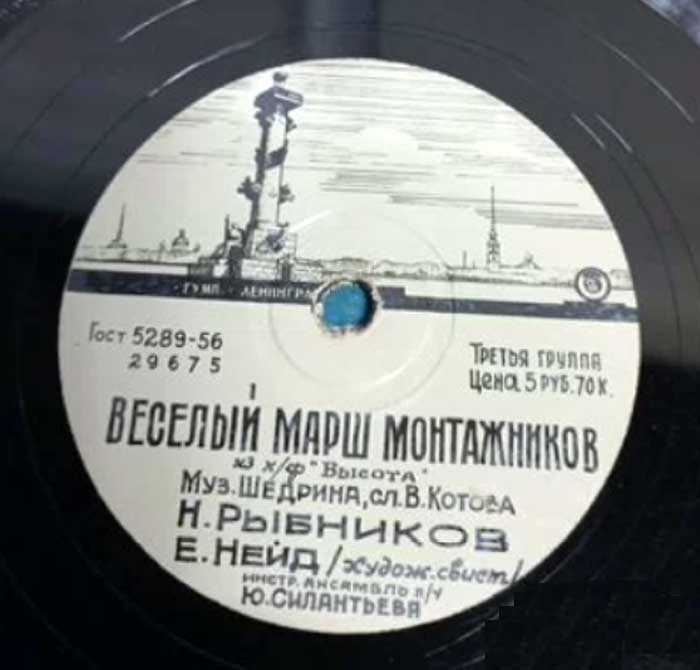 ГУМП. ЛЕНИНГРА
ГОСТ 5289-56
29675
ТРЕТЬЯ ГРУППА
ЦЕНА 5 РУБ. 70 К.
1
ВЕСЕЛЫЙ МАРШ МОНТАЖНИКОВ
из х/ф "Высота"
Муз. ЩЕДРИНА, сл. В. КОТОВА
Н. РЫБНИКОВ
Е. НЕЙД /худож. свист/
ИНСТР. АНСАМБЛЬ П/У
Ю. СИЛАНТЬЕВА